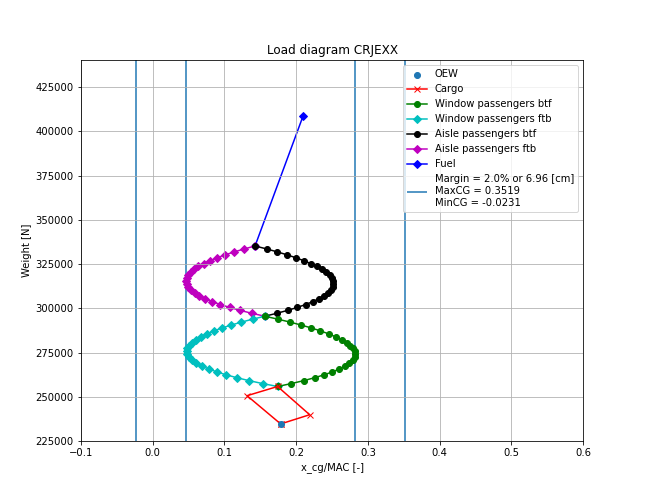 Load diagram CRJEXX
425000
400000
375000
350000
325000
300000
275000
250000
225000
Weight [N]
OEW
Cargo
Window passengers btf
Window passengers ftb
Aisle passengers btf
Aisle passengers ftb
Fuel
Margin = 2.0% or 6.96 [cm]
MaxCG = 0.3519
MinCG = -0.0231
−0.1 0.0 0.1 0.2 0.3 0.4 0.5 0.6
x_cg/MAC [-]